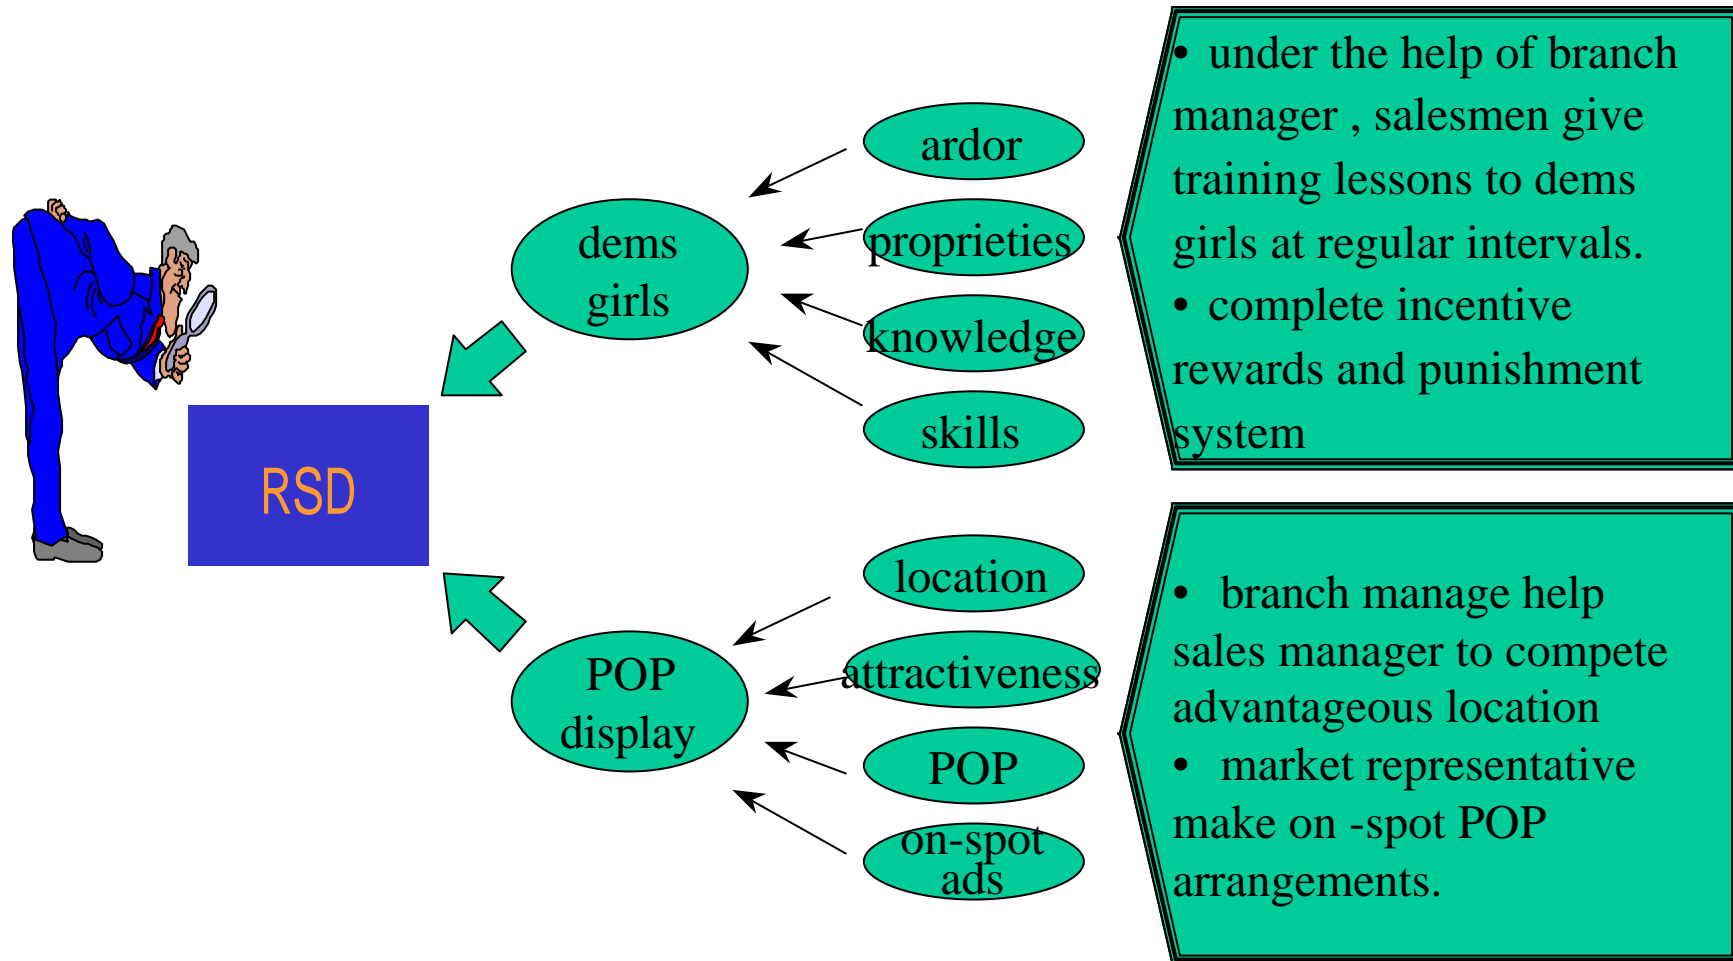 RSD
dems
girls
ardor
proprieties
knowledge
skills
• under the help of branch
manager , salesmen give
training lessons to dems
girls at regular intervals.
• complete incentive
rewards and punishment
system
POP
display
location
attractiveness
POP
on-spot
ads
• branch manage help
sales manager to compete
advantageous location
• market representative
make on -spot POP
arrangements.